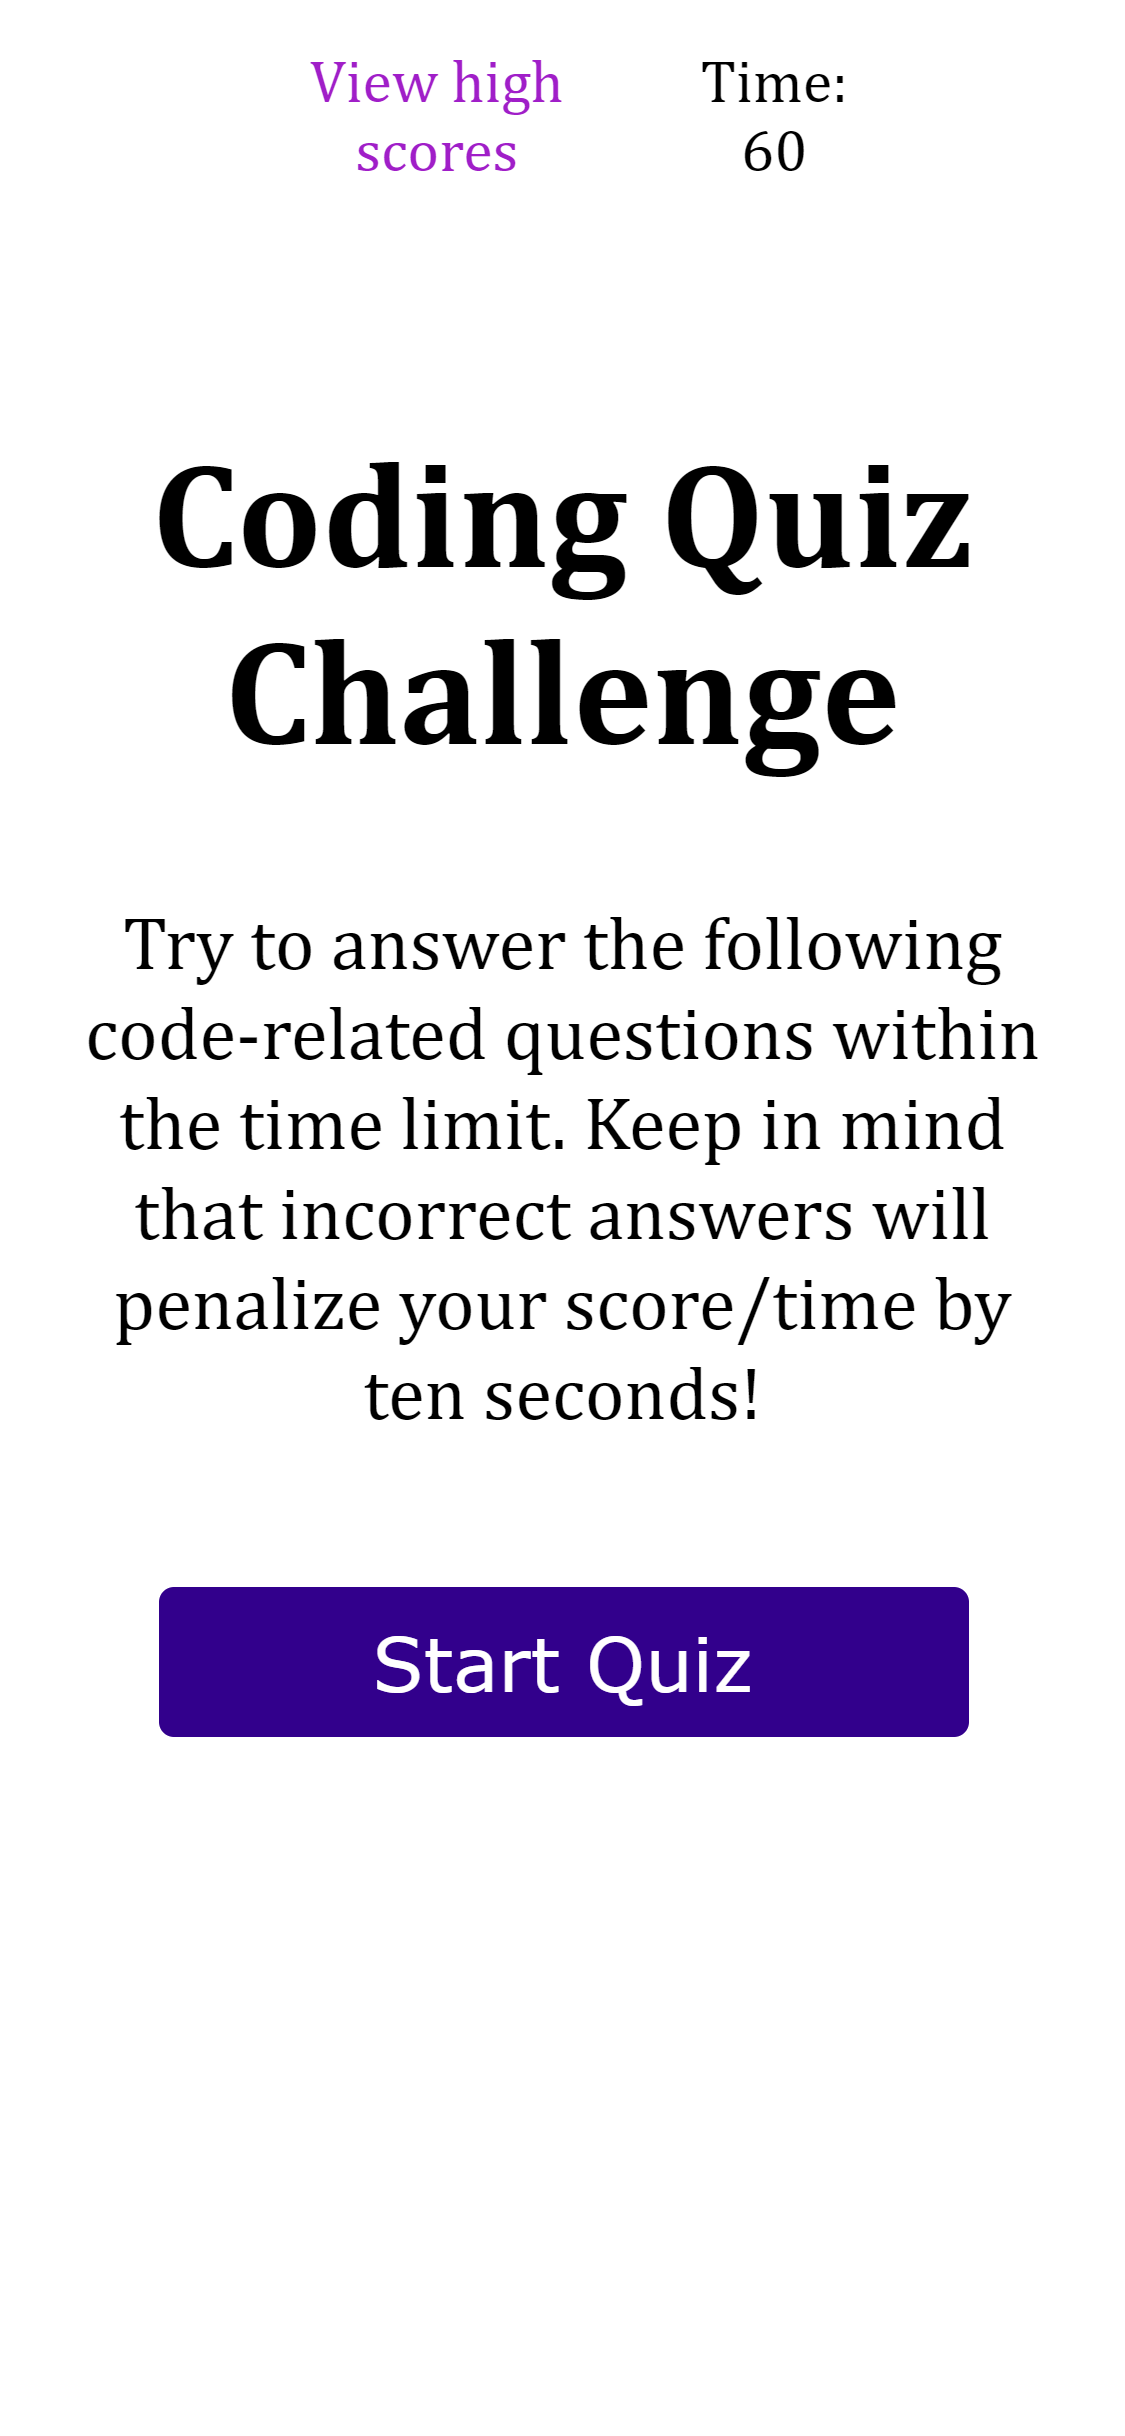 View high
scores
Time:
60
Coding Quiz
Challenge
Try to answer the following
code-related questions within
the time limit. Keep in mind
that incorrect answers will
penalize your score/time by
ten seconds!
Start Quiz